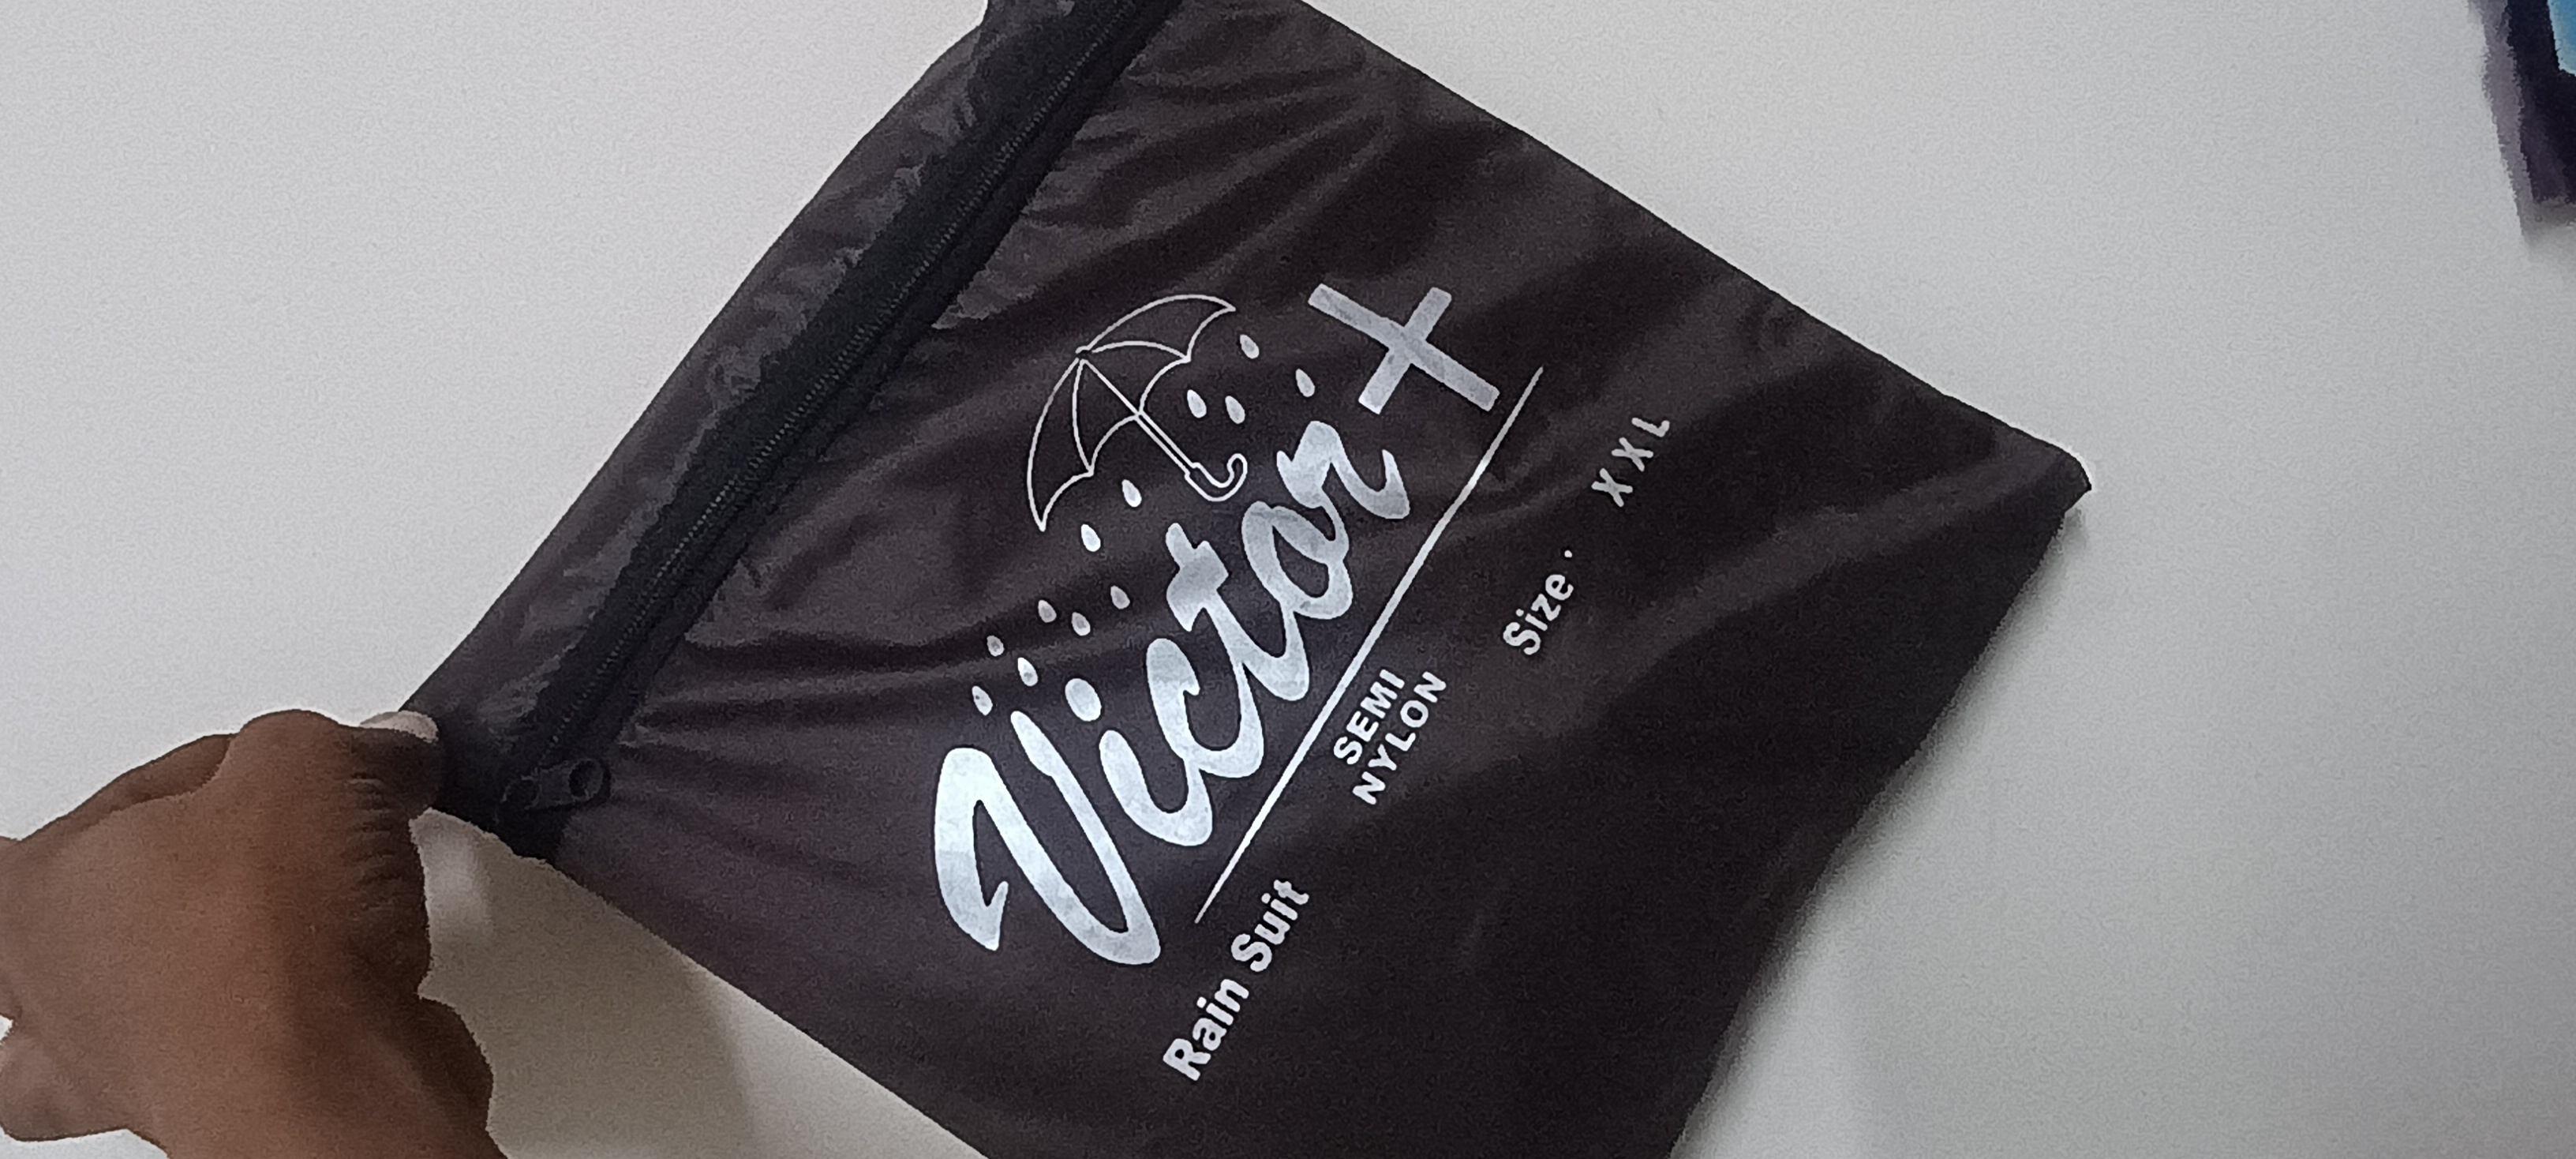 Victor+
Rain Suit
SEMI
NYLON
Size: XXL